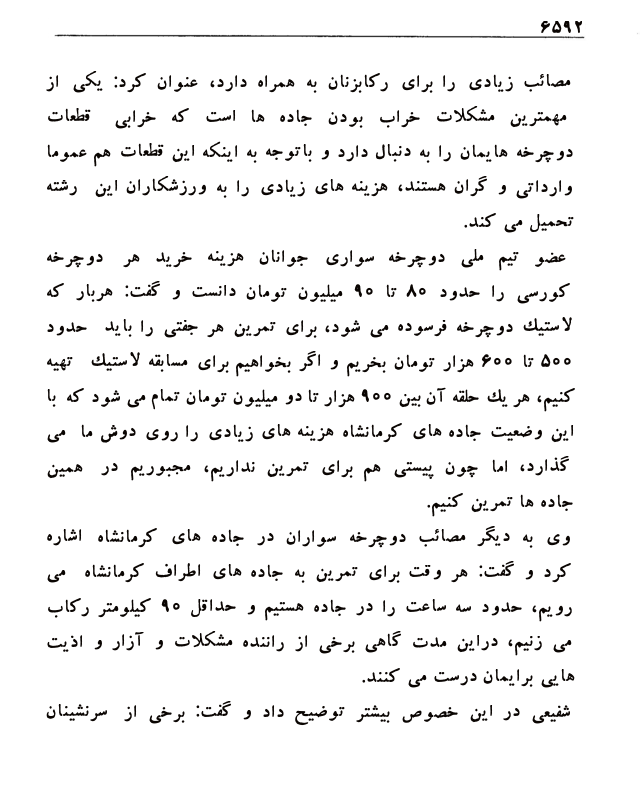 ۶۵۹۲
مصائب زیادی را برای رکابزنان به همراه دارد، عنوان کرد: یکی از
مهمترین مشکلات خراب بودن جاده ها است که خرابی قطعات
دوچرخه هایمان را به دنبال دارد و باتوجه به اینکه این قطعات هم عموما
وارداتی و گران هستند، هزینه های زیادی را به ورزشکاران این رشته
تحمیل می کند.
عضو تیم ملی دوچرخه سواری جوانان هزینه خرید هر دوچرخه
کورسی را حدود ۸۰ تا ۹۰ میلیون تومان دانست و گفت: هربار که
لاستیك دوچرخه فرسوده می شود، برای تمرین هر جفتی را باید حدود
۵۰۰ تا ۶۰۰ هزار تومان بخریم و اگر بخواهیم برای مسابقه لاستیك تهیه
کنیم، هر یك حلقه آن بین ۹۰۰ هزار تا دو میلیون تومان تمام می شود که با
این وضعیت جاده های کرمانشاه هزینه های زیادی را روی دوش ما می
گذارد، اما چون پیستی هم برای تمرین نداریم، مجبوریم در همین
جاده ها تمرین کنیم.
وی به دیگر مصائب دوچرخه سواران در جاده های کرمانشاه اشاره
کرد و گفت: هر وقت برای تمرین به جاده های اطراف کرمانشاه می
رویم، حدود سه ساعت را در جاده هستیم و حداقل ۹۰ کیلومتر رکاب
می زنیم، دراین مدت گاهی برخی از راننده مشکلات و آزار و اذیت
هایی برایمان درست می کنند.
شفیعی در این خصوص بیشتر توضیح داد و گفت: برخی از سرنشینان